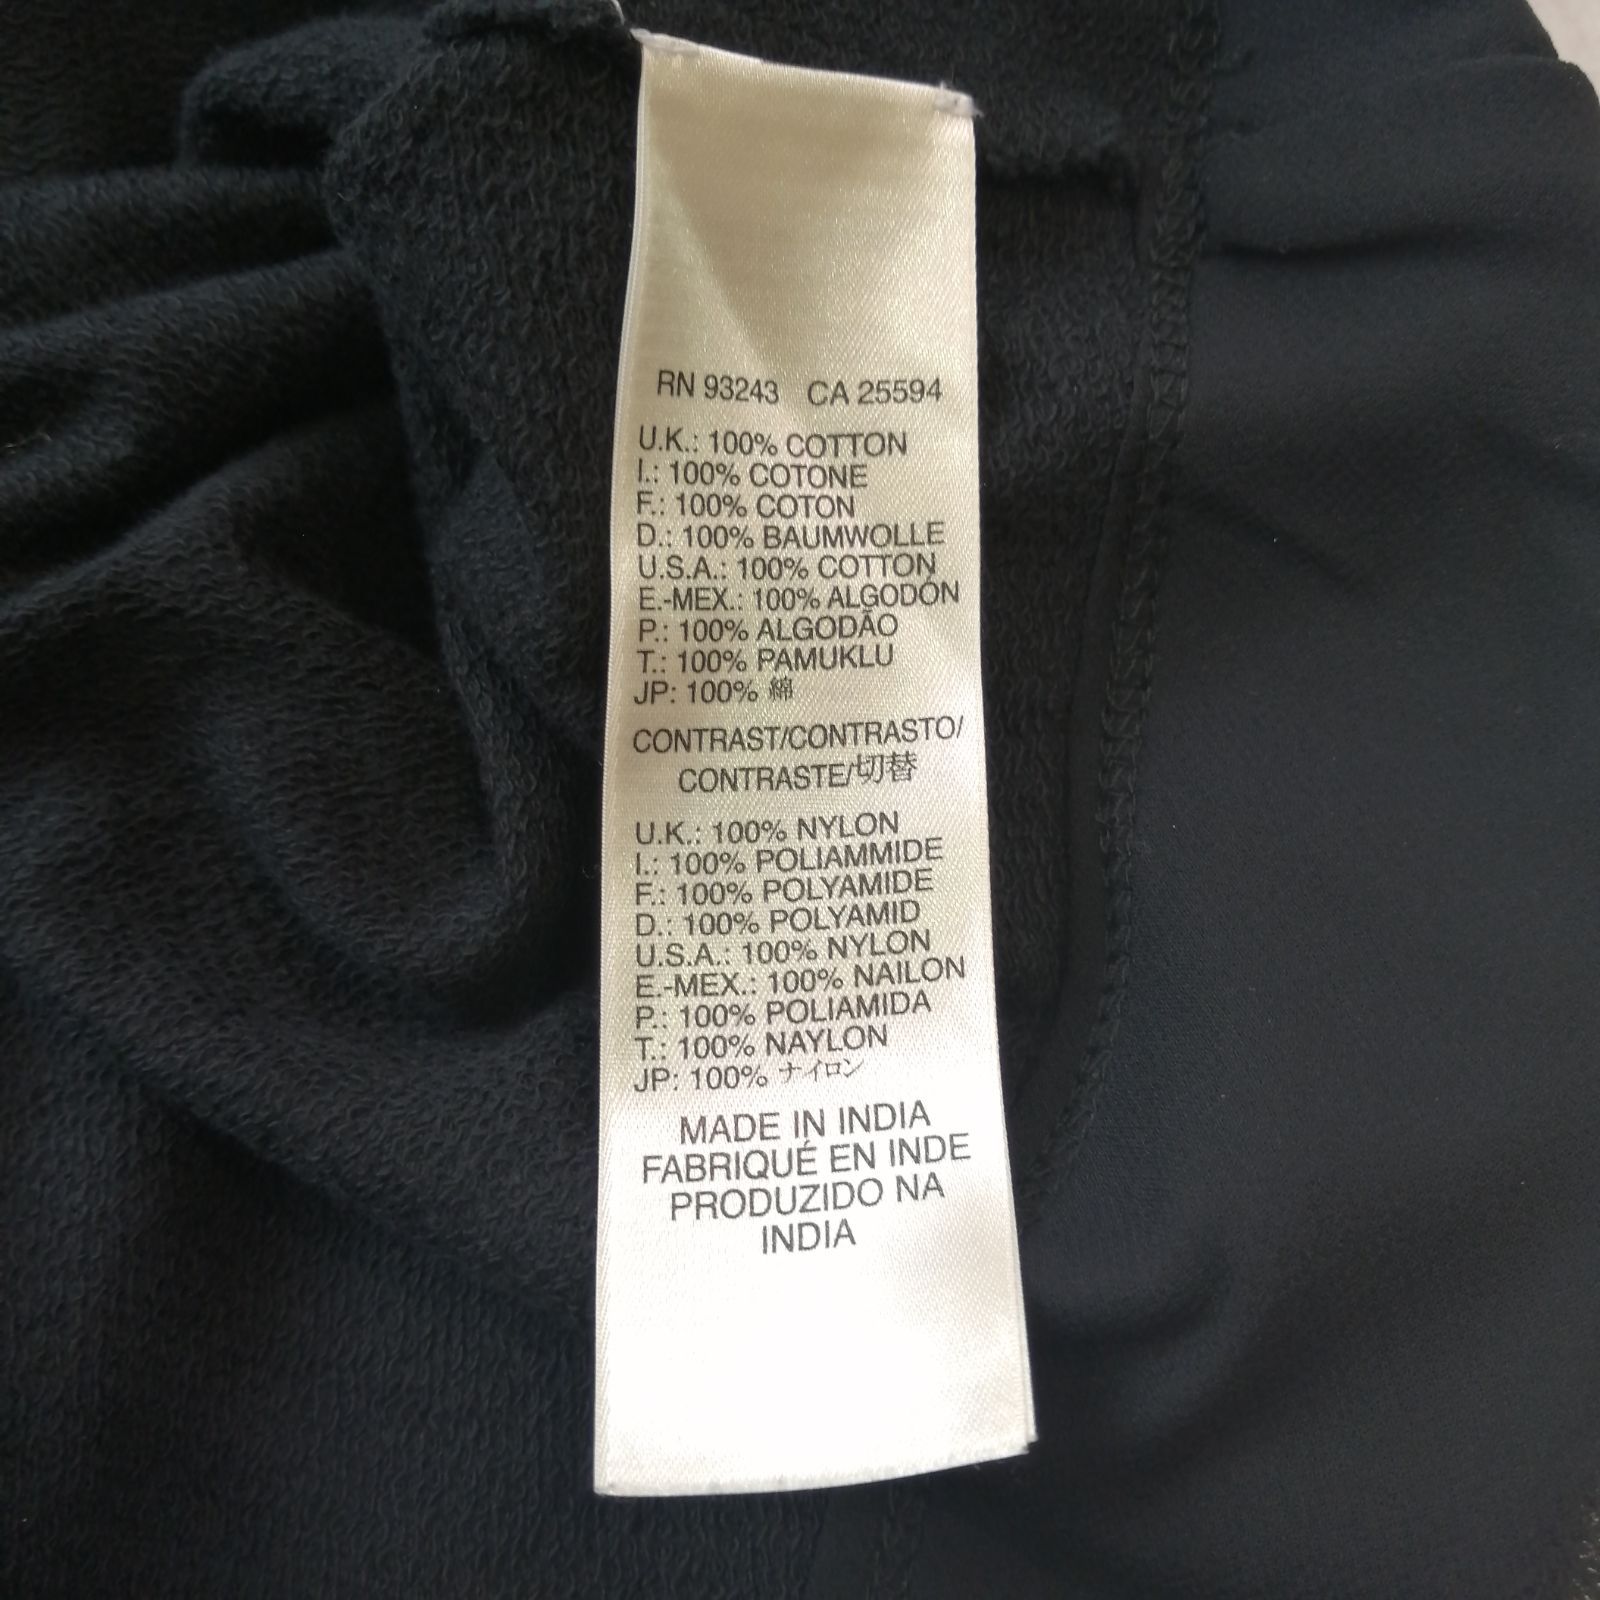 RN 93243 CA 25594
U.K.: 100% COTTON
I.: 100% COTONE
F.: 100% COTON
D.: 100% BAUMWOLLE
U.S.A.: 100% COTTON
E.-MEX.: 100% ALGODÓN
P.: 100% ALGODÃO
T.: 100% PAMUKLU
JP: 100% 綿
CONTRAST/CONTRASTO/
CONTRASTE/切替
U.K.: 100% NYLON
I.: 100% POLIAMMIDE
F.: 100% POLYAMIDE
D.: 100% POLYAMID
U.S.A.: 100% NYLON
E.-MEX.: 100% NAILON
P.: 100% POLIAMIDA
T.: 100% NAYLON
JP: 100% ナイロン
MADE IN INDIA
FABRIQUÉ EN INDE
PRODUZIDO NA
INDIA